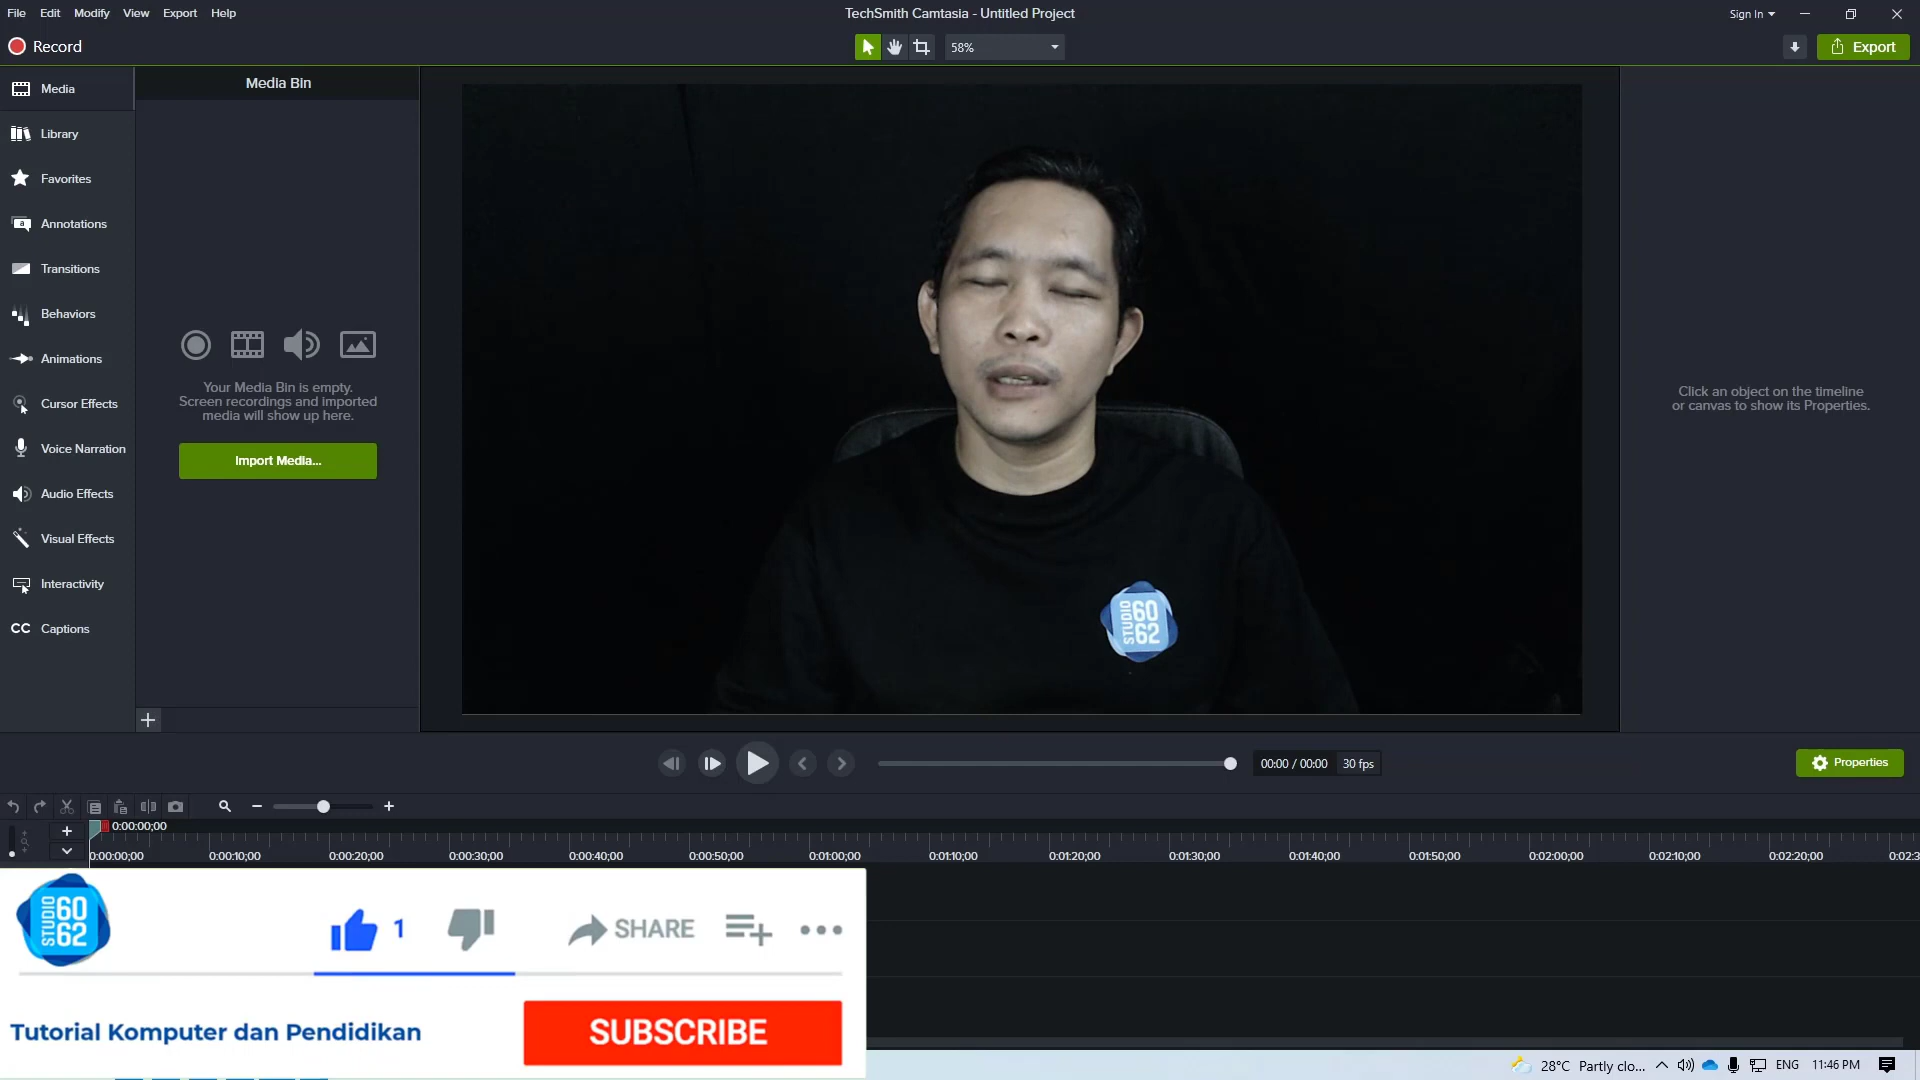 File Edit Modify View Export Help
TechSmith Camtasia - Untitled Project
Sign In
Record
58%
Export
Media
Library
Favorites
Annotations
Transitions
Behaviors
Animations
Cursor Effects
Voice Narration
Audio Effects
Visual Effects
Interactivity
CC Captions
Media Bin
Your Media Bin is empty.
Screen recordings and imported
media will show up here.
Import Media...
STUDIO
60
62
Click an object on the timeline
or canvas to show its Properties.
00:00 / 00:00 30 fps
Properties
0:00:00;00
0:00:00;00 0:00:10;00 0:00:20;00 0:00:30;00 0:00:40;00 0:00:50;00 0:01:00;00 0:01:10;00 0:01:20;00 0:01:30;00 0:01:40;00 0:01:50;00 0:02:00;00 0:02:10;00 0:02:20;00 0:02:3
STUDIO
60
62
1 SHARE
Tutorial Komputer dan Pendidikan
SUBSCRIBE
28°C Partly clo... ENG 11:46 PM